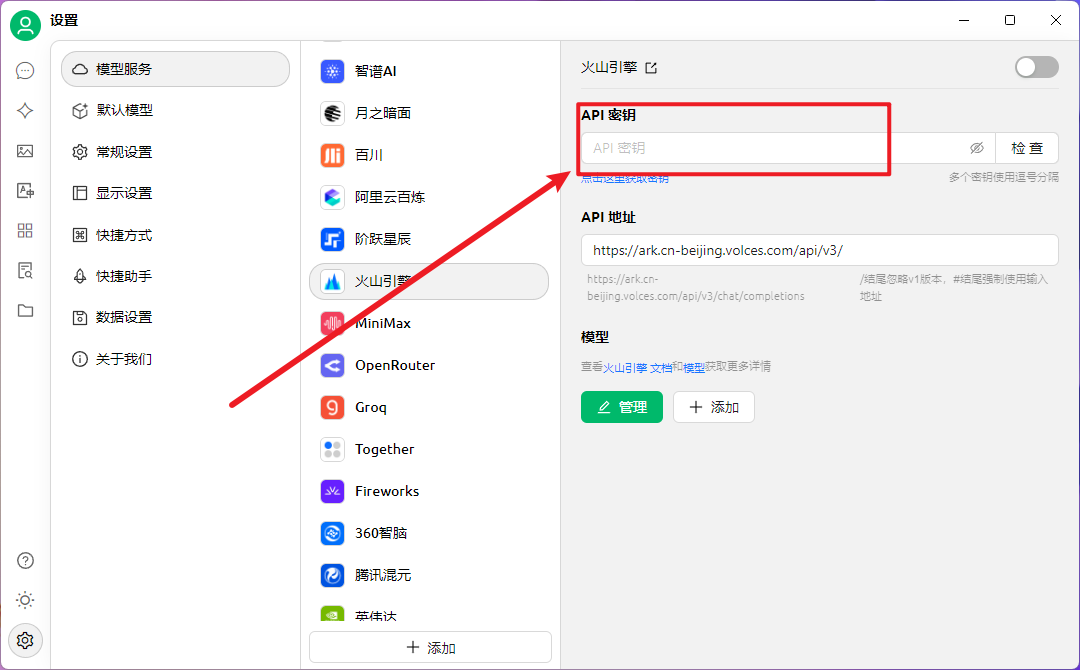 设置
模型服务
默认模型
常规设置
显示设置
快捷方式
快捷助手
数据设置
关于我们
智谱AI
月之暗面
百川
阿里云百炼
阶跃星辰
火山引擎
MiniMax
OpenRouter
Groq
Together
Fireworks
360智脑
腾讯混元
英伟达
添加
火山引擎
API 密钥
API 密钥
检 查
点击这里获取密钥
多个密钥使用逗号分隔
API 地址
https://ark.cn-beijing.volces.com/api/v3/
https://ark.cn-
beijing.volces.com/api/v3/chat/completions
/结尾忽略v1版本，#结尾强制使用输入
地址
模型
查看火山引擎 文档和模型获取更多详情
管理
添加